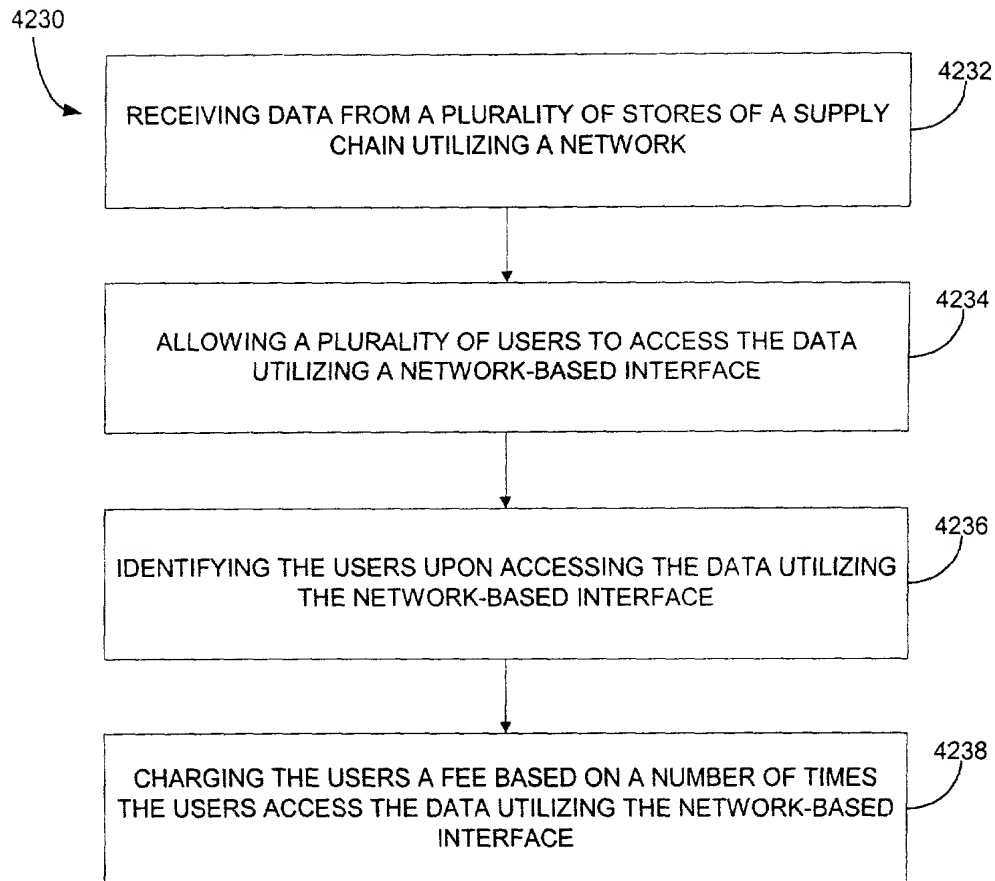 4230
4232
RECEIVING DATA FROM A PLURALITY OF STORES OF A SUPPLY
CHAIN UTILIZING A NETWORK
4234
ALLOWING A PLURALITY OF USERS TO ACCESS THE DATA
UTILIZING A NETWORK-BASED INTERFACE
4236
IDENTIFYING THE USERS UPON ACCESSING THE DATA UTILIZING
THE NETWORK-BASED INTERFACE
4238
CHARGING THE USERS A FEE BASED ON A NUMBER OF TIMES
THE USERS ACCESS THE DATA UTILIZING THE NETWORK-BASED
INTERFACE